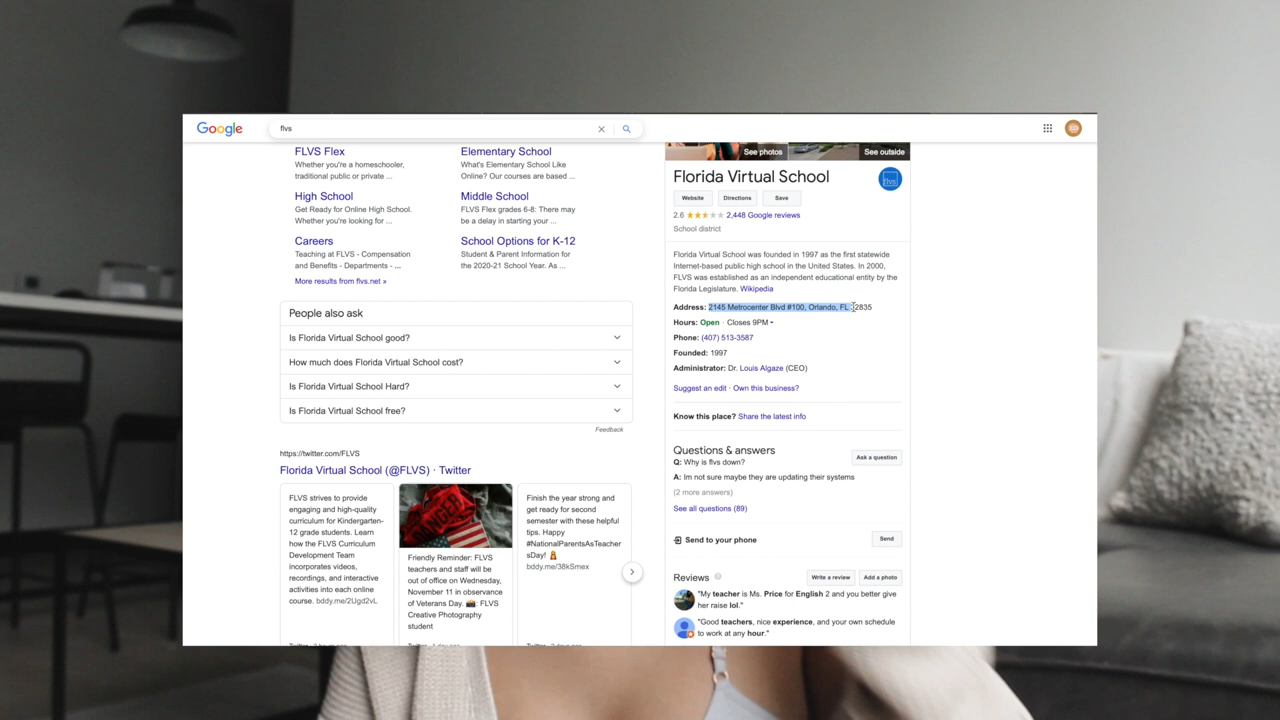 Google
flvs
FLVS Flex
Whether you're a homeschooler,
traditional public or private ...
Elementary School
What's Elementary School Like
Online? Our courses are based ...
High School
Get Ready for Online High School.
Whether you're looking for ...
Middle School
FLVS Flex grades 6-8: There may
be a delay in starting your ...
Careers
Teaching at FLVS - Compensation
and Benefits - Departments - ...
School Options for K-12
Student & Parent Information for
the 2020-21 School Year. As ...
More results from flvs.net »
People also ask
Is Florida Virtual School good?
How much does Florida Virtual School cost?
Is Florida Virtual School Hard?
Is Florida Virtual School free?
Feedback
https://twitter.com/FLVS
Florida Virtual School (@FLVS) · Twitter
FLVS strives to provide
engaging and high-quality
curriculum for Kindergarten-
12 grade students. Learn
how the FLVS Curriculum
Development Team
incorporates videos,
recordings, and interactive
activities into each online
course. bddy.me/2Ugd2vL
Friendly Reminder: FLVS
teachers and staff will be
out of office on Wednesday,
November 11 in observance
of Veterans Day. 📸: FLVS
Creative Photography
student
Finish the year strong and
get ready for second
semester with these helpful
tips. Happy
#NationalParentsAsTeacher
sDay!
bddy.me/38kSmex
See photos
See outside
Florida Virtual School
flvs
Website
Directions
Save
2.6 2,448 Google reviews
School district
Florida Virtual School was founded in 1997 as the first statewide
Internet-based public high school in the United States. In 2000,
FLVS was established as an independent educational entity by the
Florida Legislature. Wikipedia
Address: 2145 Metrocenter Blvd #100, Orlando, FL 32835
Hours: Open · Closes 9PM
Phone: (407) 513-3587
Founded: 1997
Administrator: Dr. Louis Algaze (CEO)
Suggest an edit · Own this business?
Know this place? Share the latest info
Questions & answers
Ask a question
Q: Why is flvs down?
A: Im not sure maybe they are updating their systems
(2 more answers)
See all questions (89)
Send to your phone
Send
Reviews
Write a review
Add a photo
"My teacher is Ms. Price for English 2 and you better give
her raise lol."
"Good teachers, nice experience, and your own schedule
to work at any hour."